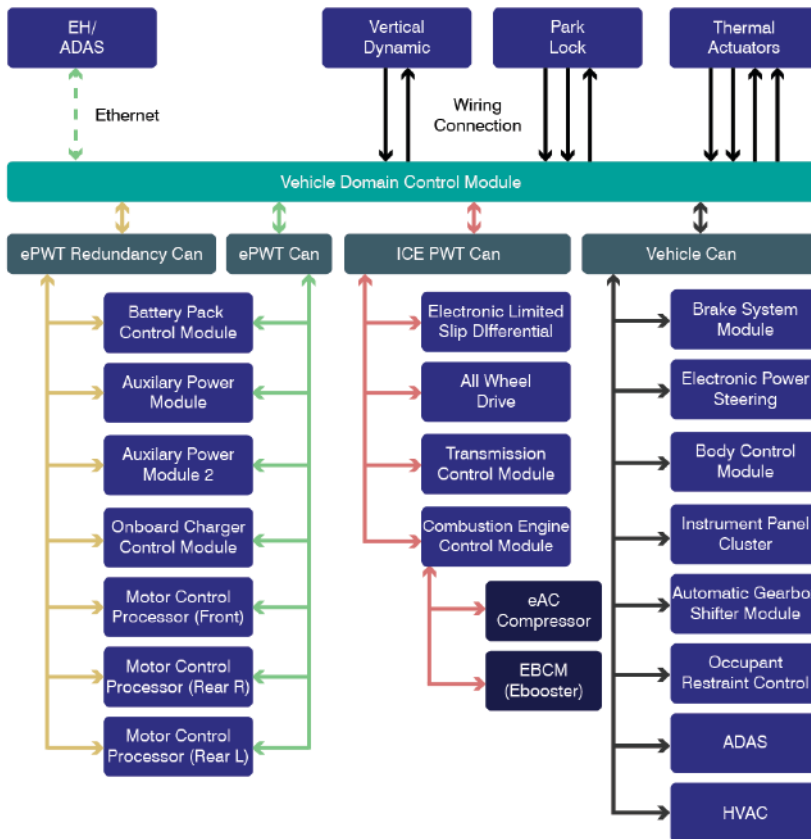 EH/
ADAS
Vertical
Dynamic
Park
Lock
Thermal
Actuators
Ethernet
Wiring
Connection
Vehicle Domain Control Module
ePWT Redundancy Can
ePWT Can
ICE PWT Can
Vehicle Can
Battery Pack
Control Module
Auxilary Power
Module
Auxilary Power
Module 2
Onboard Charger
Control Module
Motor Control
Processor (Front)
Motor Control
Processor (Rear R)
Motor Control
Processor (Rear L)
Electronic Limited
Slip DIfferential
All Wheel
Drive
Transmission
Control Module
Combustion Engine
Control Module
eAC
Compressor
EBCM
(Ebooster)
Brake System
Module
Electronic Power
Steering
Body Control
Module
Instrument Panel
Cluster
Automatic Gearbo
Shifter Module
Occupant
Restraint Control
ADAS
HVAC